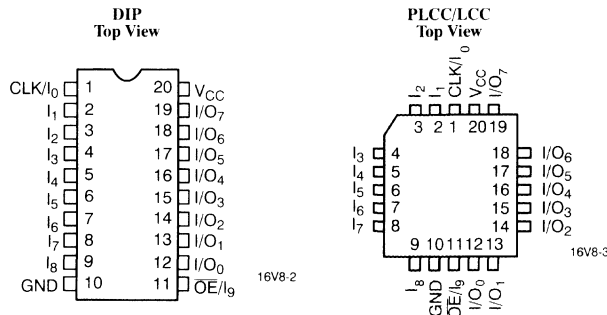 DIP
Top View
CLK/I0 1 20 VCC
I1 2 19 I/O7
I2 3 18 I/O6
I3 4 17 I/O5
I4 5 16 I/O4
I5 6 15 I/O3
I6 7 14 I/O2
I7 8 13 I/O1
I8 9 12 I/O0
GND 10 11 OE/I9
16V8-2
PLCC/LCC
Top View
I2 I1 CLK/I0 VCC I/O7
3 2 1 20 19
I3 4 18 I/O6
I4 5 17 I/O5
I5 6 16 I/O4
I6 7 15 I/O3
I7 8 14 I/O2
9 10 11 12 13
I8 GND OE/I9 I/O0 I/O1
16V8-3